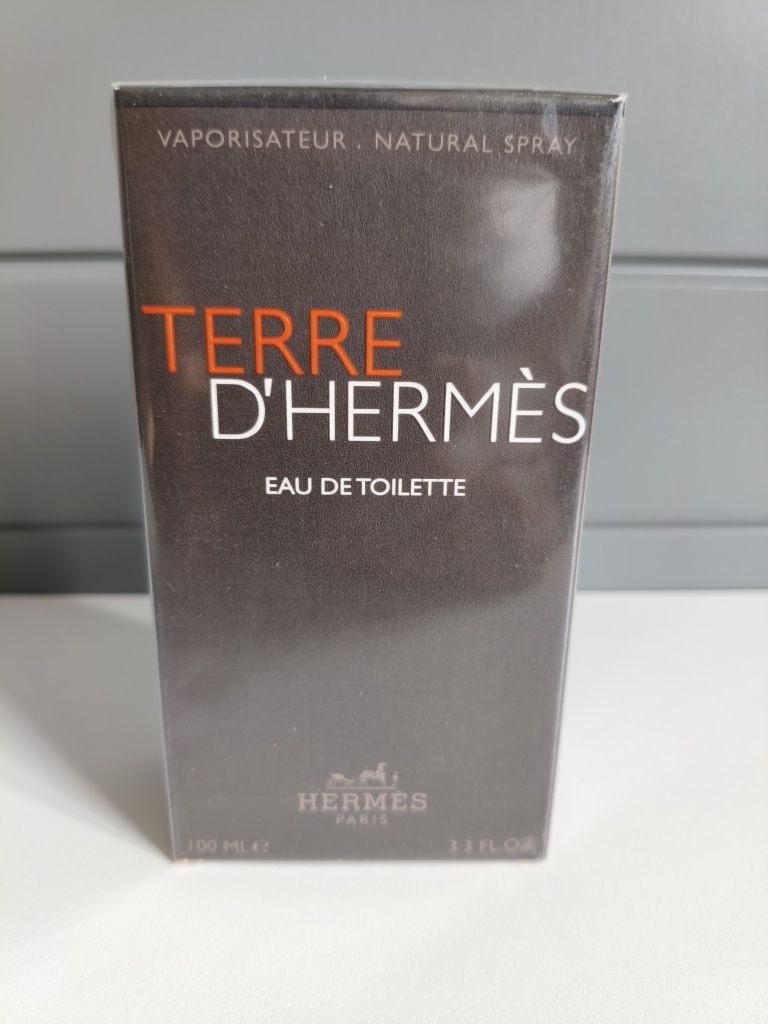 VAPORISATEUR . NATURAL SPRAY
TERRE
D'HERMÈS
EAU DE TOILETTE
HERMÈS
PARIS
100 ML℮ 3.3 FL.OZ